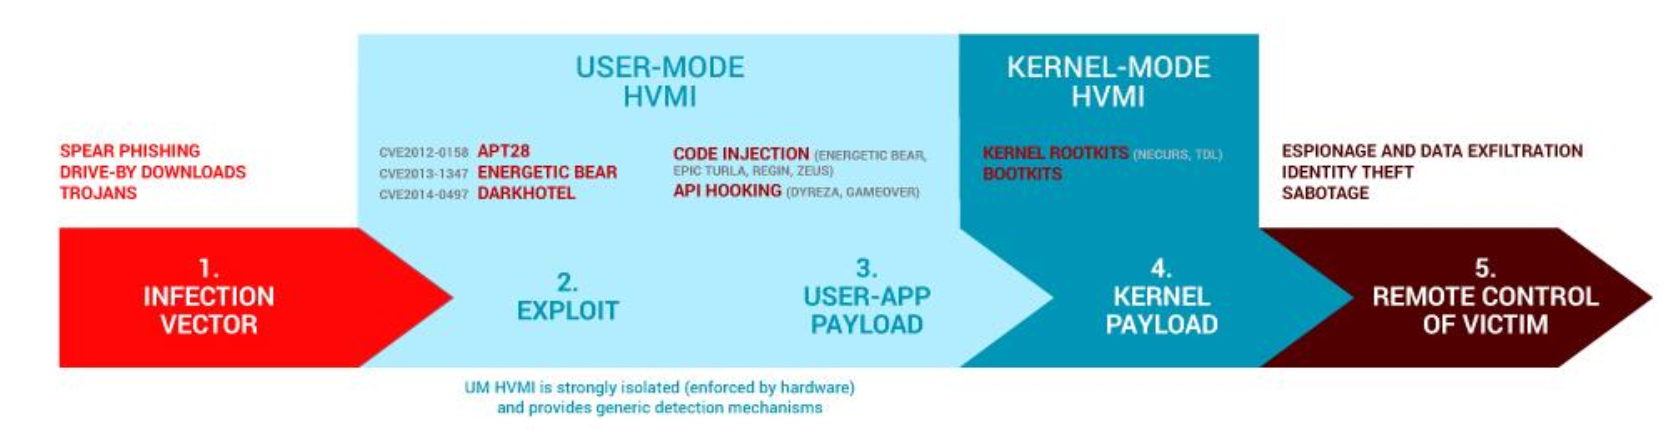 USER-MODE
HVMI
KERNEL-MODE
HVMI
SPEAR PHISHING
DRIVE-BY DOWNLOADS
TROJANS
CVE2012-0158 APT28
CVE2013-1347 ENERGETIC BEAR
CVE2014-0497 DARKHOTEL
CODE INJECTION (ENERGETIC BEAR,
EPIC TURLA, REGIN, ZEUS)
API HOOKING (DYREZA, GAMEOVER)
KERNEL ROOTKITS (NECURS, TDL)
BOOTKITS
ESPIONAGE AND DATA EXFILTRATION
IDENTITY THEFT
SABOTAGE
1.
INFECTION
VECTOR
2.
EXPLOIT
3.
USER-APP
PAYLOAD
4.
KERNEL
PAYLOAD
5.
REMOTE CONTROL
OF VICTIM
UM HVMI is strongly isolated (enforced by hardware)
and provides generic detection mechanisms